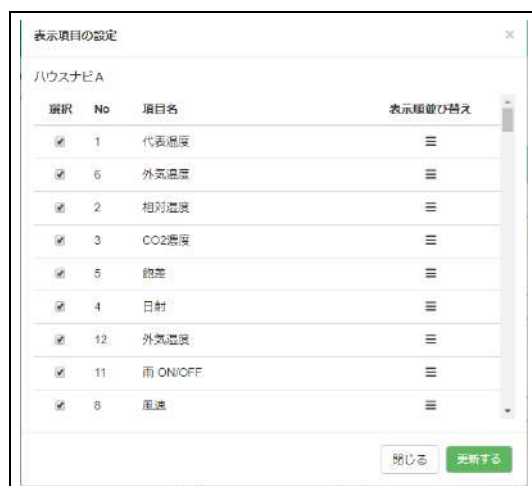 表示項目の設定 ×
ハウスナビA
選択 No 項目名 表示順並び替え
1 代表温度
6 外気温度
2 相対湿度
3 CO2濃度
5 飽差
4 日射
12 外気湿度
11 雨 ON/OFF
8 風速
閉じる 更新する